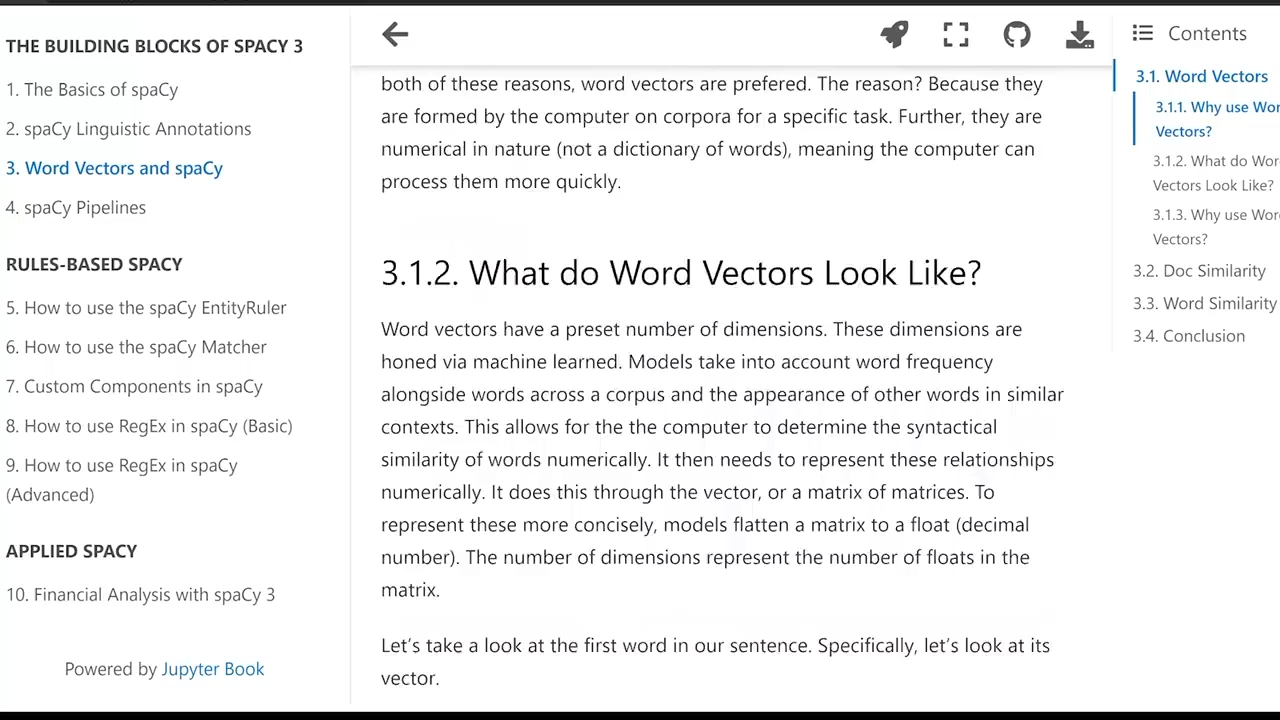 THE BUILDING BLOCKS OF SPACY 3
1. The Basics of spaCy
2. spaCy Linguistic Annotations
3. Word Vectors and spaCy
4. spaCy Pipelines
RULES-BASED SPACY
5. How to use the spaCy EntityRuler
6. How to use the spaCy Matcher
7. Custom Components in spaCy
8. How to use RegEx in spaCy (Basic)
9. How to use RegEx in spaCy
(Advanced)
APPLIED SPACY
10. Financial Analysis with spaCy 3
Powered by Jupyter Book
both of these reasons, word vectors are prefered. The reason? Because they
are formed by the computer on corpora for a specific task. Further, they are
numerical in nature (not a dictionary of words), meaning the computer can
process them more quickly.
3.1.2. What do Word Vectors Look Like?
Word vectors have a preset number of dimensions. These dimensions are
honed via machine learned. Models take into account word frequency
alongside words across a corpus and the appearance of other words in similar
contexts. This allows for the the computer to determine the syntactical
similarity of words numerically. It then needs to represent these relationships
numerically. It does this through the vector, or a matrix of matrices. To
represent these more concisely, models flatten a matrix to a float (decimal
number). The number of dimensions represent the number of floats in the
matrix.
Let's take a look at the first word in our sentence. Specifically, let's look at its
vector.
Contents
3.1. Word Vectors
3.1.1. Why use Wor
Vectors?
3.1.2. What do Wor
Vectors Look Like?
3.1.3. Why use Wor
Vectors?
3.2. Doc Similarity
3.3. Word Similarity
3.4. Conclusion